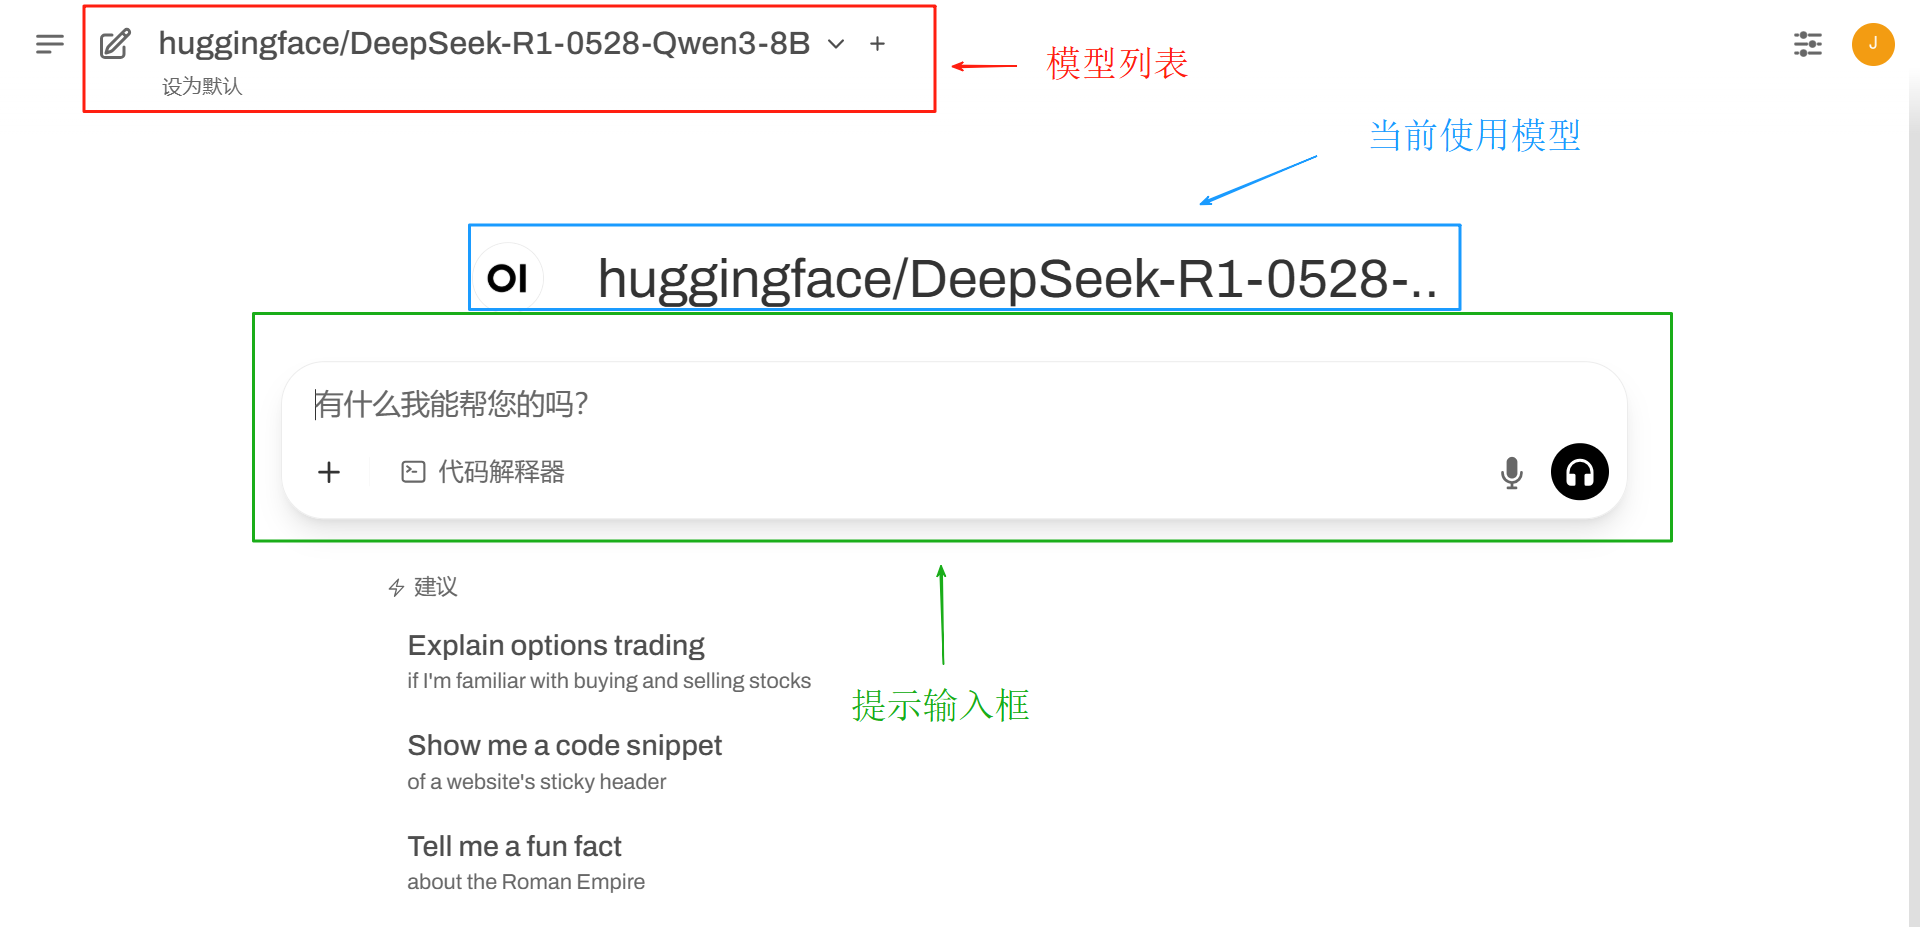 huggingface/DeepSeek-R1-0528-Qwen3-8B
设为默认
模型列表
J
当前使用模型
OI
huggingface/DeepSeek-R1-0528-..
有什么我能帮您的吗?
代码解释器
建议
Explain options trading
if I'm familiar with buying and selling stocks
提示输入框
Show me a code snippet
of a website's sticky header
Tell me a fun fact
about the Roman Empire